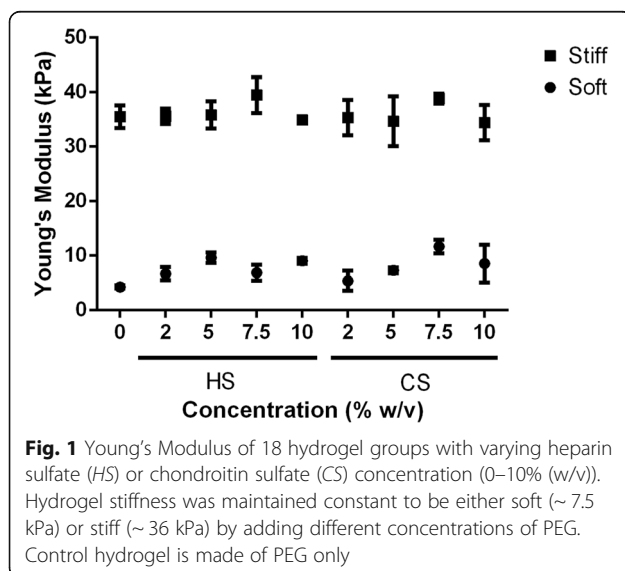 50
40
30
20
10
0
Young's Modulus (kPa)
Stiff
Soft
0 2 5 7.5 10 2 5 7.5 10
HS CS
Concentration (% w/v)
Fig. 1 Young's Modulus of 18 hydrogel groups with varying heparin
sulfate (HS) or chondroitin sulfate (CS) concentration (0–10% (w/v)).
Hydrogel stiffness was maintained constant to be either soft (~ 7.5
kPa) or stiff (~ 36 kPa) by adding different concentrations of PEG.
Control hydrogel is made of PEG only